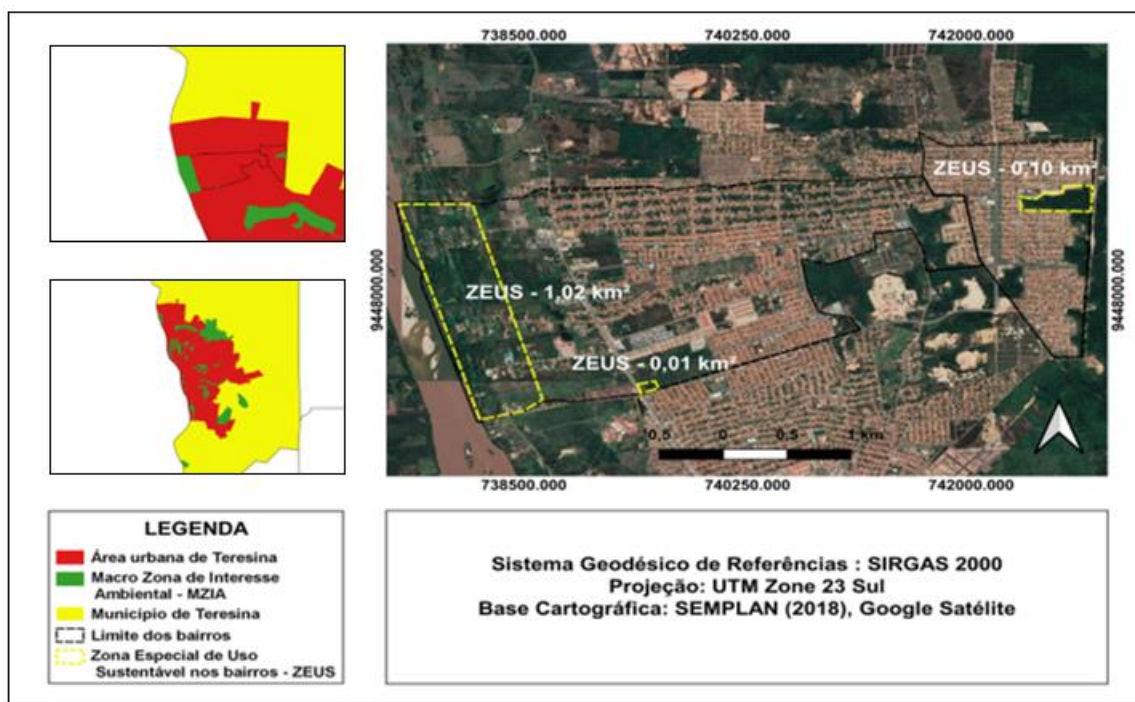 738500.000
740250.000
742000.000
ZEUS - 0,10 km²
ZEUS - 1,02 km²
ZEUS - 0,01 km²
9448000.000
9448000.000
0,5 0 0,5 1 km
738500.000
740250.000
742000.000
LEGENDA
Área urbana de Teresina
Macro Zona de Interesse
Ambiental - MZIA
Município de Teresina
Limite dos bairros
Zona Especial de Uso
Sustentável nos bairros - ZEUS
Sistema Geodésico de Referências : SIRGAS 2000
Projeção: UTM Zone 23 Sul
Base Cartográfica: SEMPLAN (2018), Google Satélite